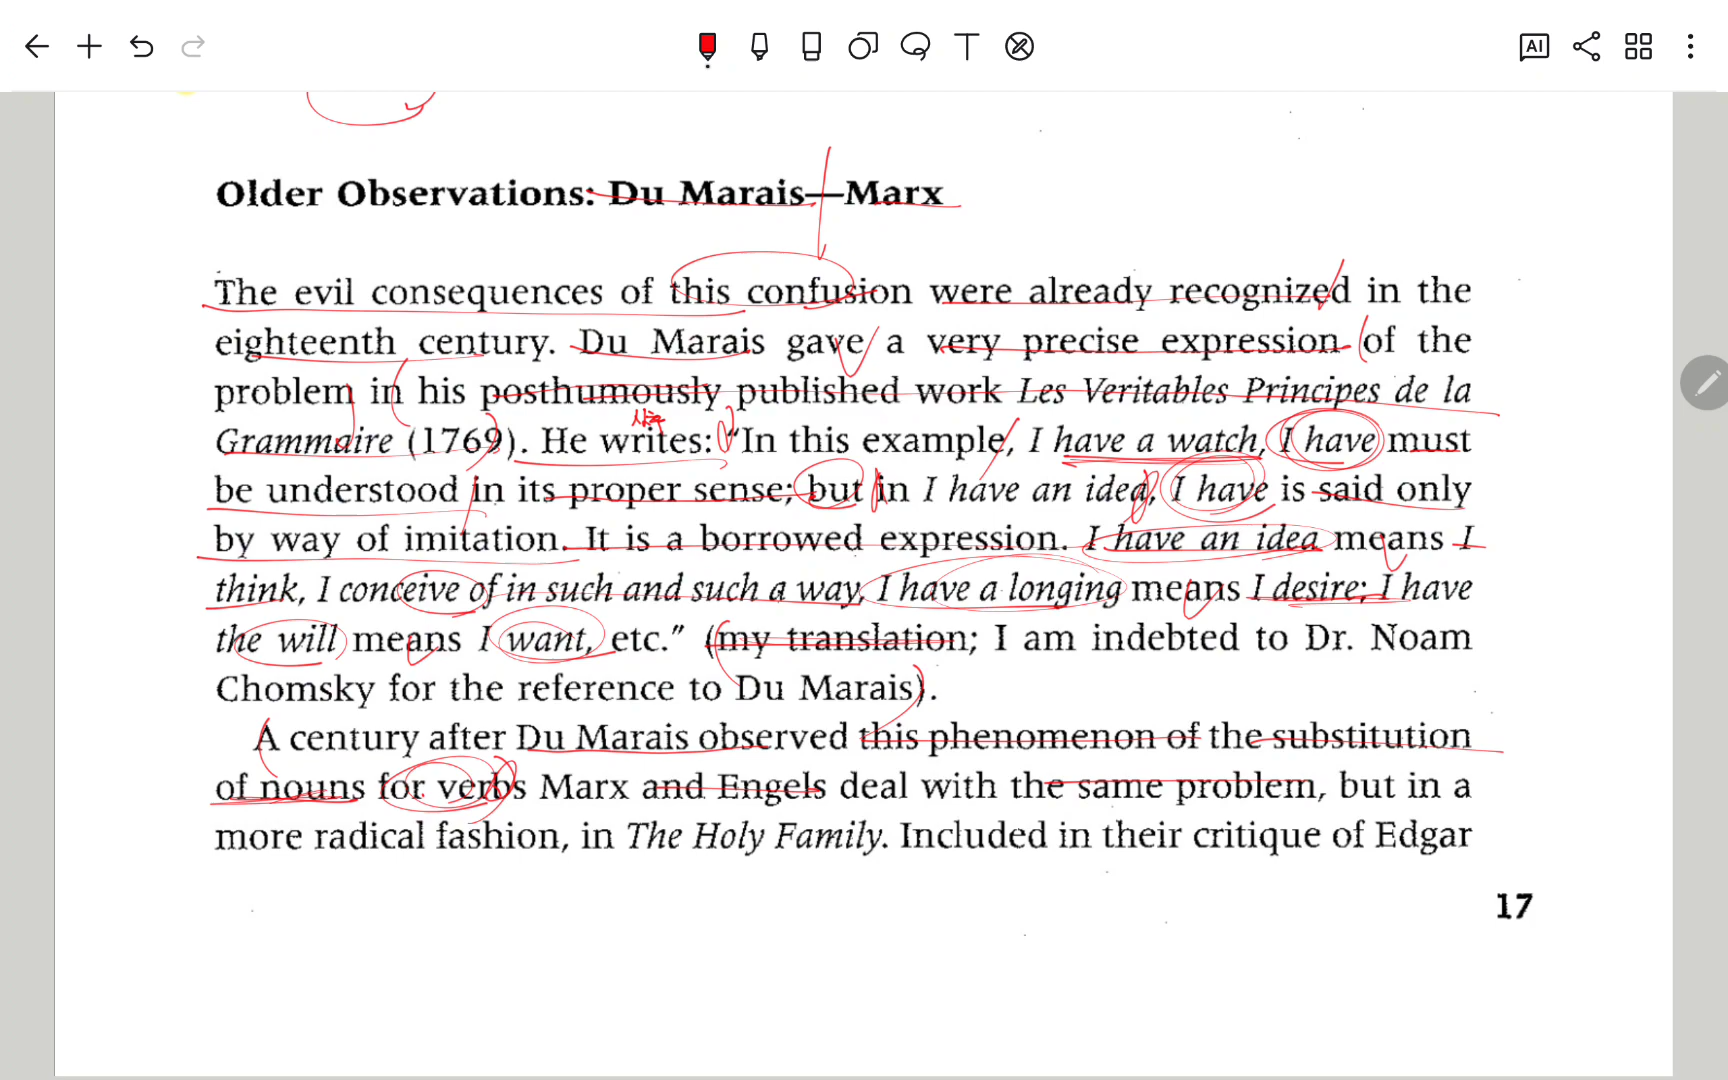 AI
Older Observations: Du Marais—Marx
The evil consequences of this confusion were already recognized in the
eighteenth century. Du Marais gave a very precise expression of the
problem in his posthumously published work Les Veritables Principes de la
Grammaire (1769). He writes: "In this example, I have a watch, I have must
be understood in its proper sense; but in I have an idea, I have is said only
by way of imitation. It is a borrowed expression. I have an idea means I
think, I conceive of in such and such a way, I have a longing means I desire; I have
the will means I want, etc." (my translation; I am indebted to Dr. Noam
Chomsky for the reference to Du Marais).
A century after Du Marais observed this phenomenon of the substitution
of nouns for verbs Marx and Engels deal with the same problem, but in a
more radical fashion, in The Holy Family. Included in their critique of Edgar
17